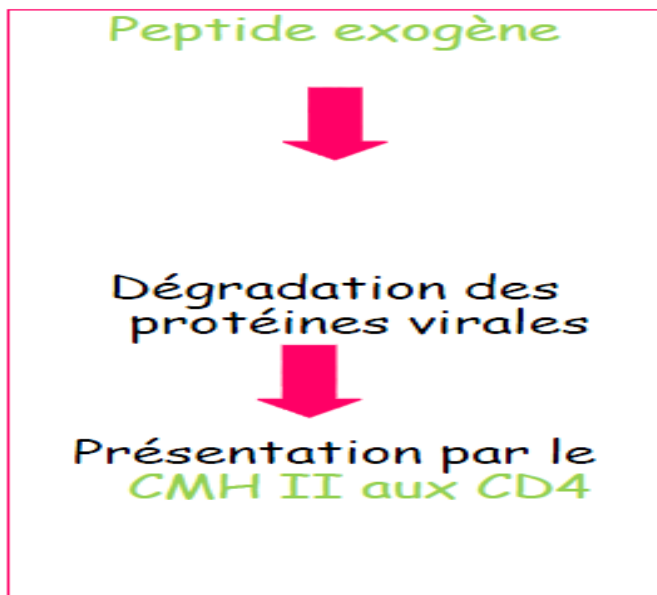 Peptide exogène
Dégradation des
protéines virales
Présentation par le
CMH II aux CD4